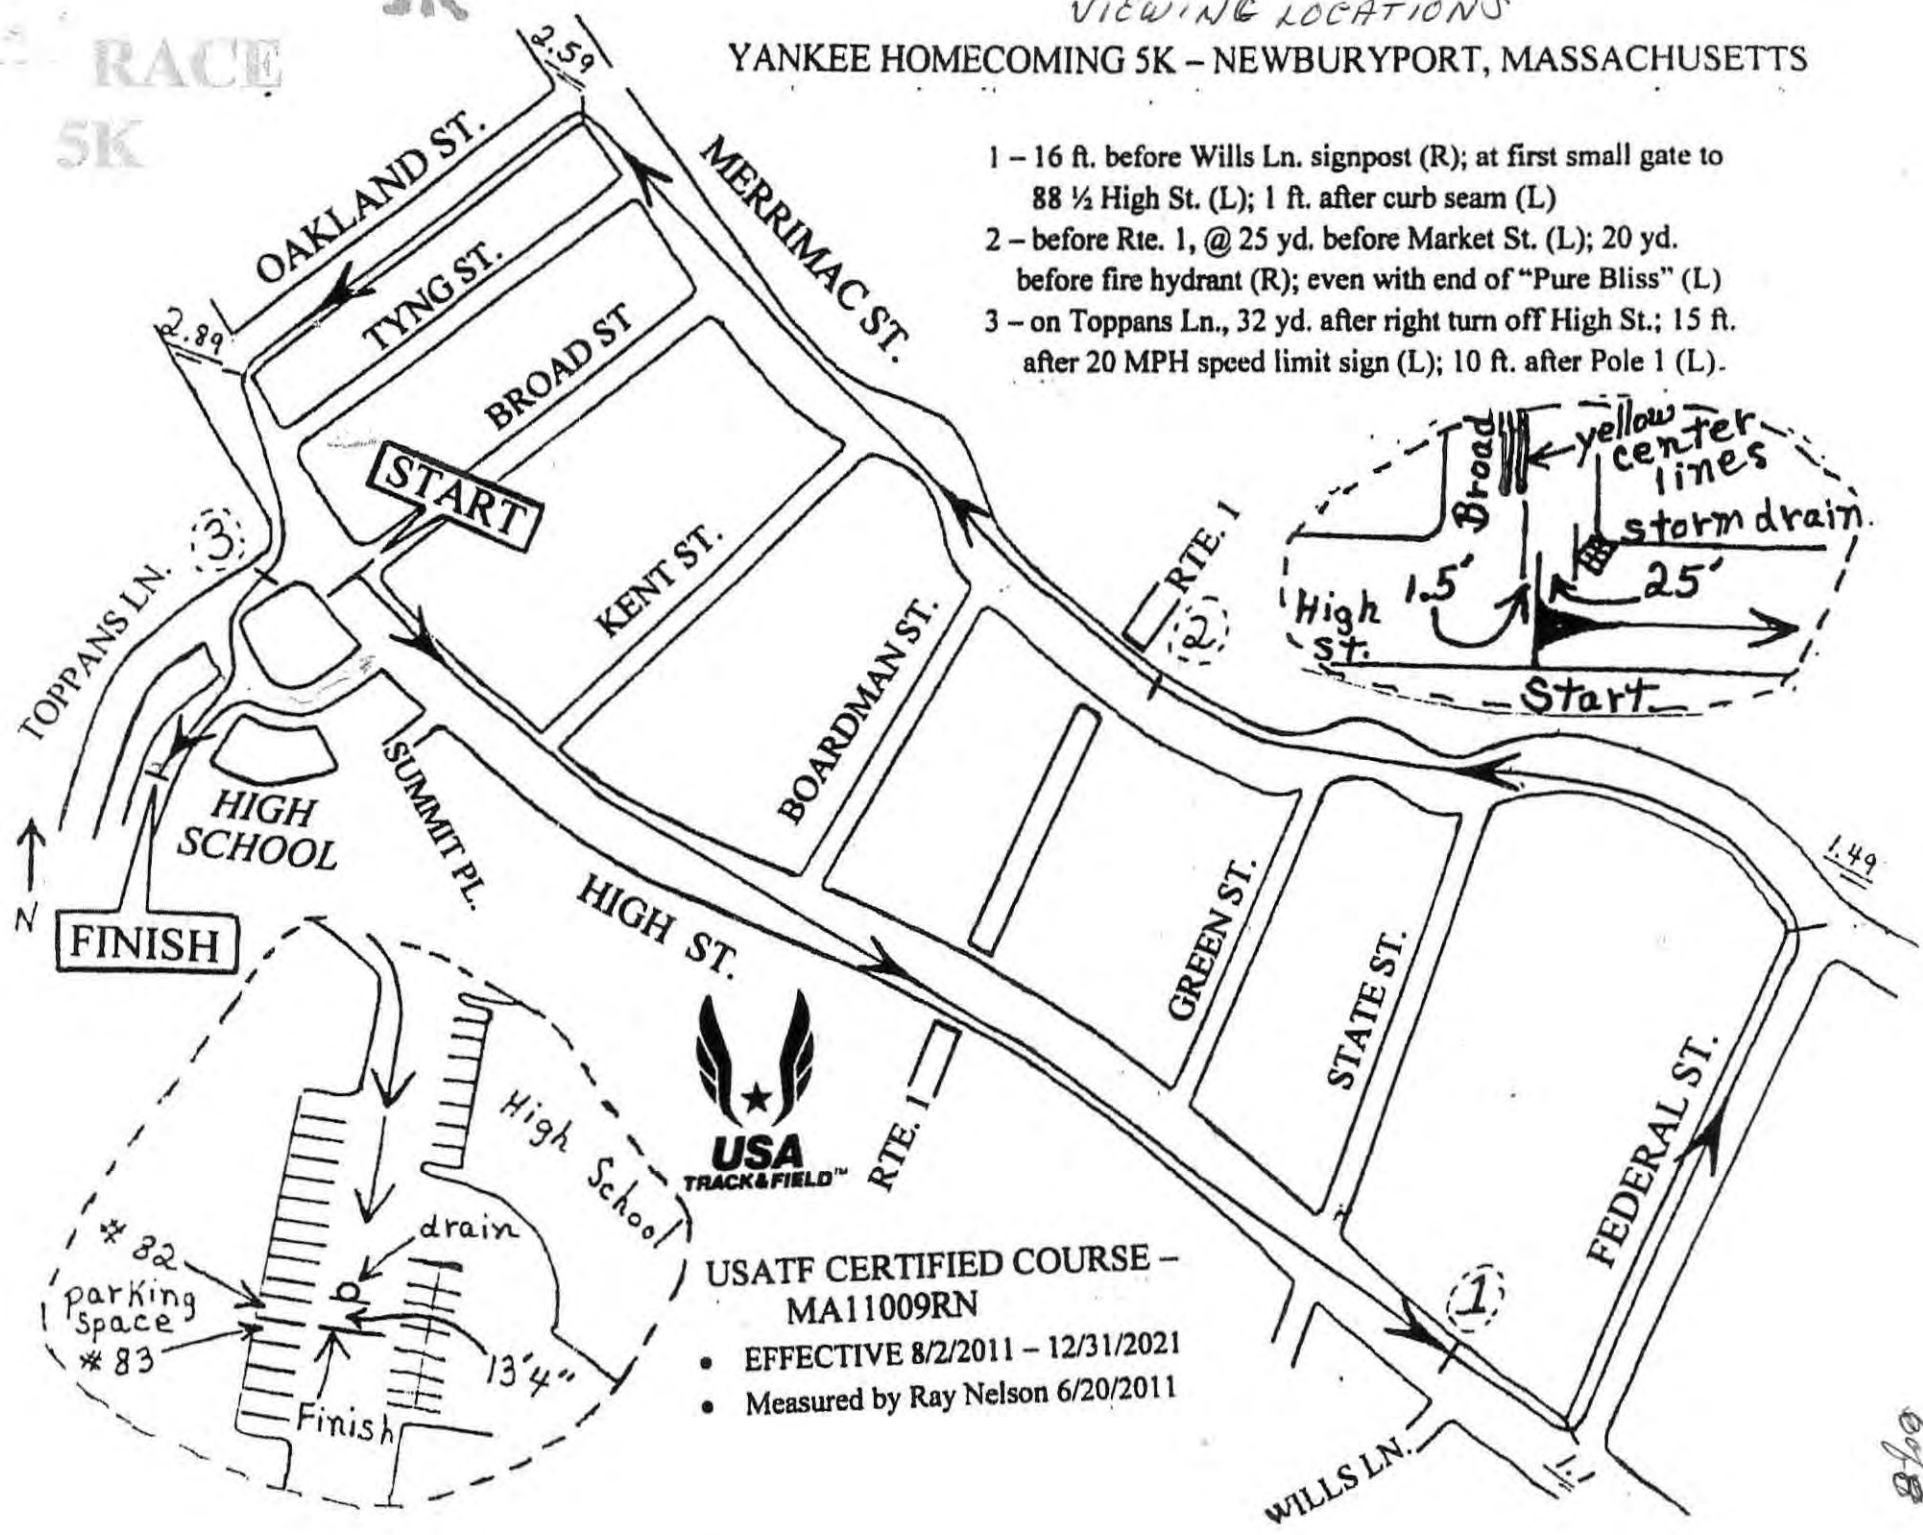 5K
VIEWING LOCATIONS
RACE
5K
YANKEE HOMECOMING 5K – NEWBURYPORT, MASSACHUSETTS
1 – 16 ft. before Wills Ln. signpost (R); at first small gate to
88 ½ High St. (L); 1 ft. after curb seam (L)
2 – before Rte. 1, @ 25 yd. before Market St. (L); 20 yd.
before fire hydrant (R); even with end of “Pure Bliss” (L)
3 – on Toppans Ln., 32 yd. after right turn off High St.; 15 ft.
after 20 MPH speed limit sign (L); 10 ft. after Pole 1 (L).
2.59
OAKLAND ST.
MERRIMAC ST.
TYNG ST.
BROAD ST
2.89
START
3
TOPPANS LN.
KENT ST.
BOARDMAN ST.
RTE. 1
2
Broad
yellow
center
lines
storm drain.
1.5'
25'
High
St.
Start
HIGH
SCHOOL
SUMMIT PL.
N
FINISH
HIGH ST.
GREEN ST.
STATE ST.
FEDERAL ST.
1.49
RTE. 1
USA
TRACK&FIELD™
High School
drain
# 82
parking
space
# 83
13'4"
Finish
1
USATF CERTIFIED COURSE –
MA11009RN
• EFFECTIVE 8/2/2011 – 12/31/2021
• Measured by Ray Nelson 6/20/2011
WILLS LN.
1.1